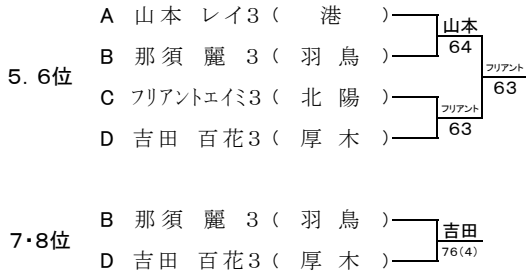 A 山本 レイ3 ( 港 ) 山本
64
B 那須 麗 3 ( 羽鳥 )
5. 6位 フリアント
63
C フリアントエイミ3 ( 北陽 ) フリアント
63
D 吉田 百花3 ( 厚木 )
B 那須 麗 3 ( 羽鳥 ) 吉田
7・8位 76(4)
D 吉田 百花3 ( 厚木 )